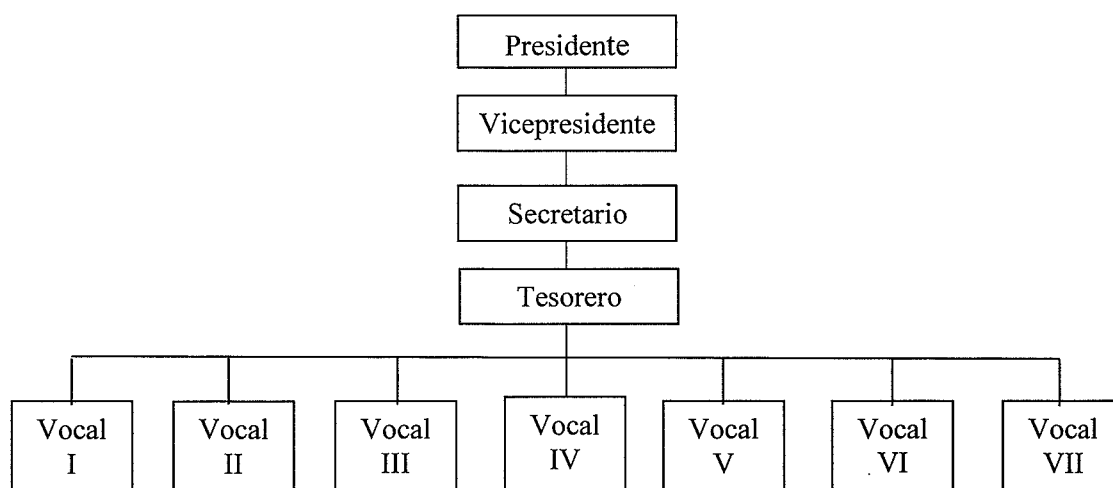 Presidente
Vicepresidente
Secretario
Tesorero
Vocal
I
Vocal
II
Vocal
III
Vocal
IV
Vocal
V
Vocal
VI
Vocal
VII